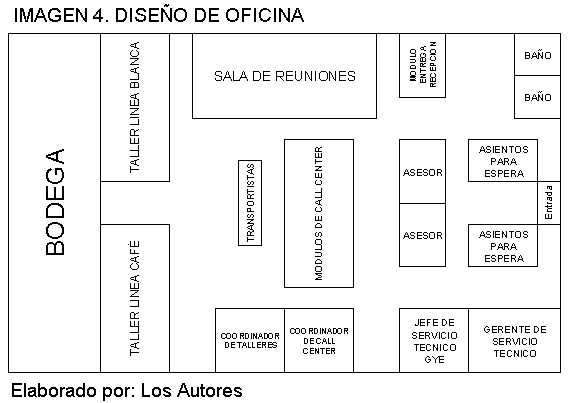 IMAGEN 4. DISEÑO DE OFICINA
BODEGA
TALLER LINEA BLANCA
SALA DE REUNIONES
MODULO
ENTREGA
RECEPCION
BAÑO
BAÑO
TRANSPORTISTAS
MODULOS DE CALL CENTER
ASESOR
ASESOR
ASIENTOS
PARA
ESPERA
Entrada
ASIENTOS
PARA
ESPERA
TALLER LINEA CAFÉ
COORDINADOR
DE TALLERES
COORDINADOR
DE CALL
CENTER
JEFE DE
SERVICIO
TECNICO
GYE
GERENTE DE
SERVICIO
TECNICO
Elaborado por: Los Autores